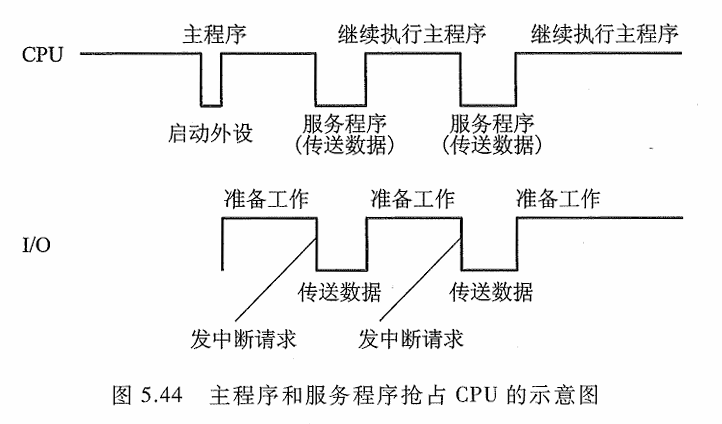 主程序 继续执行主程序 继续执行主程序
CPU
启动外设 服务程序 服务程序
(传送数据) (传送数据)
准备工作 准备工作 准备工作
I/O
传送数据 传送数据
发中断请求 发中断请求
图 5.44 主程序和服务程序抢占 CPU 的示意图